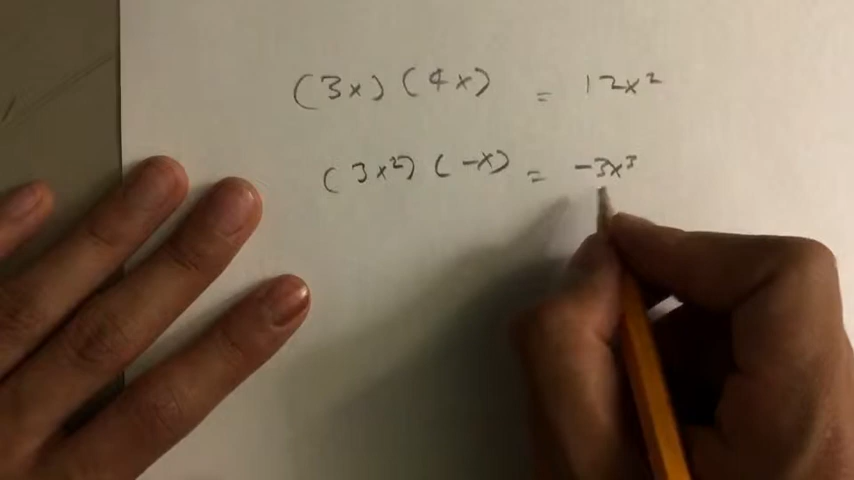 (3x) (4x) = 12x²
(3x²) (-x) = -3x³